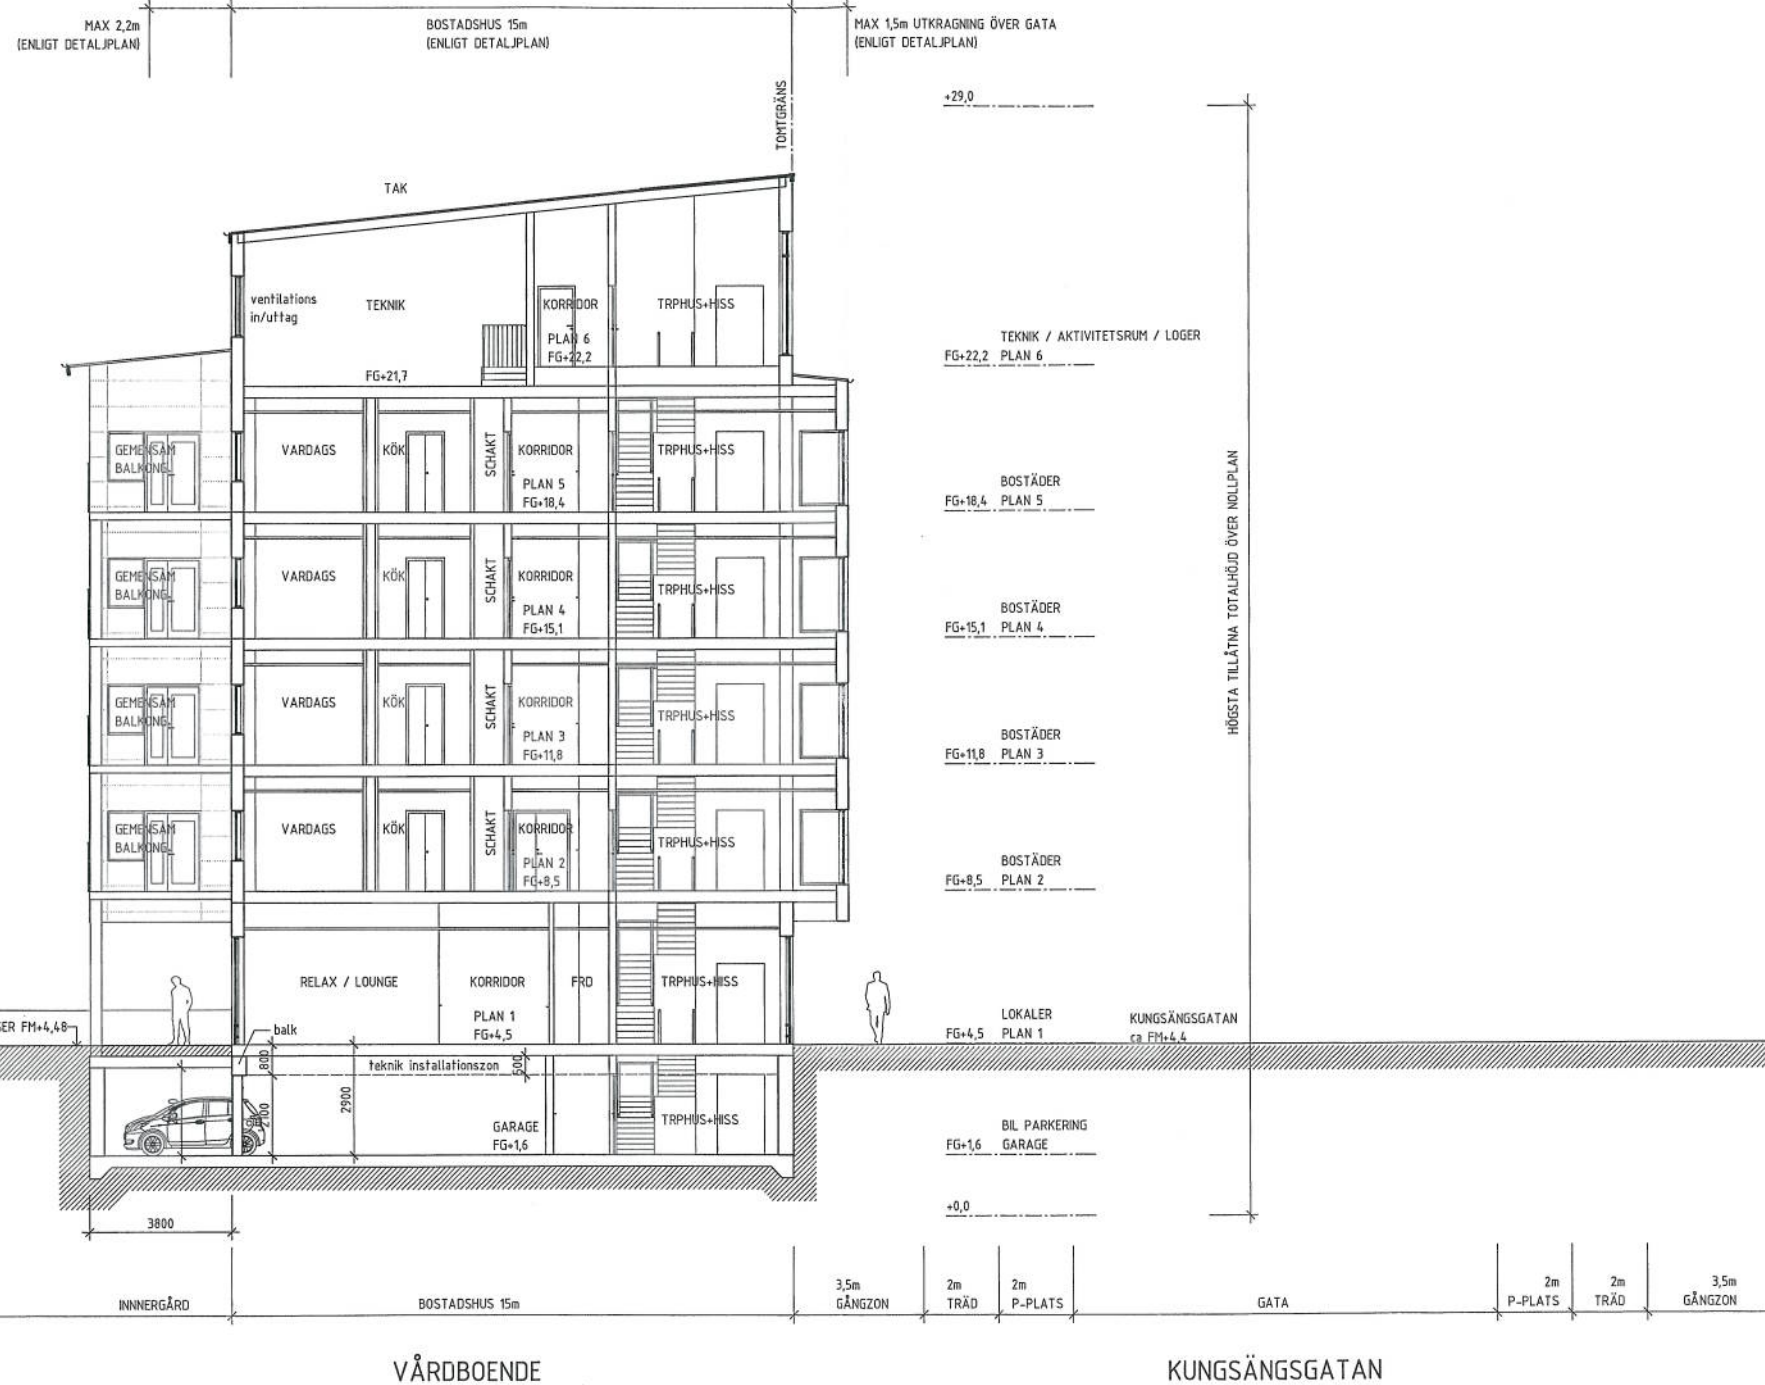 MAX 2,2m
(ENLIGT DETALJPLAN)
BOSTADSHUS 15m
(ENLIGT DETALJPLAN)
MAX 1,5m UTKRAGNING ÖVER GATA
(ENLIGT DETALJPLAN)
TOMTGRÄNS
+29,0
TAK
ventilations
in/uttag
TEKNIK
KORRIDOR
TRPHUS+HISS
PLAN 6
FG+22,2
FG+21,7
TEKNIK / AKTIVITETSRUM / LOGER
FG+22,2 PLAN 6
GEMENSAM
BALKONG
VARDAGS
KÖK
SCHAKT
KORRIDOR
TRPHUS+HISS
PLAN 5
FG+18,4
BOSTÄDER
FG+18,4 PLAN 5
GEMENSAM
BALKONG
VARDAGS
KÖK
SCHAKT
KORRIDOR
TRPHUS+HISS
PLAN 4
FG+15,1
BOSTÄDER
FG+15,1 PLAN 4
HÖGSTA TILLÅTNA TOTALHÖJD ÖVER NOLLPLAN
GEMENSAM
BALKONG
VARDAGS
KÖK
SCHAKT
KORRIDOR
TRPHUS+HISS
PLAN 3
FG+11,8
BOSTÄDER
FG+11,8 PLAN 3
GEMENSAM
BALKONG
VARDAGS
KÖK
SCHAKT
KORRIDOR
TRPHUS+HISS
PLAN 2
FG+8,5
BOSTÄDER
FG+8,5 PLAN 2
RELAX / LOUNGE
KORRIDOR
FRD
TRPHUS+HISS
PLAN 1
FG+4,5
LOKALER
FG+4,5 PLAN 1
KUNGSÄNGSGATAN
ca FM+4,4
FM+4,48
balk
800
teknik installationszon
500
2100
2900
GARAGE
FG+1,6
TRPHUS+HISS
BIL PARKERING
FG+1,6 GARAGE
+0,0
3800
INNNERGÅRD
BOSTADSHUS 15m
3,5m
GÅNGZON
2m
TRÄD
2m
P-PLATS
GATA
2m
P-PLATS
2m
TRÄD
3,5m
GÅNGZON
VÅRDBOENDE
KUNGSÄNGSGATAN